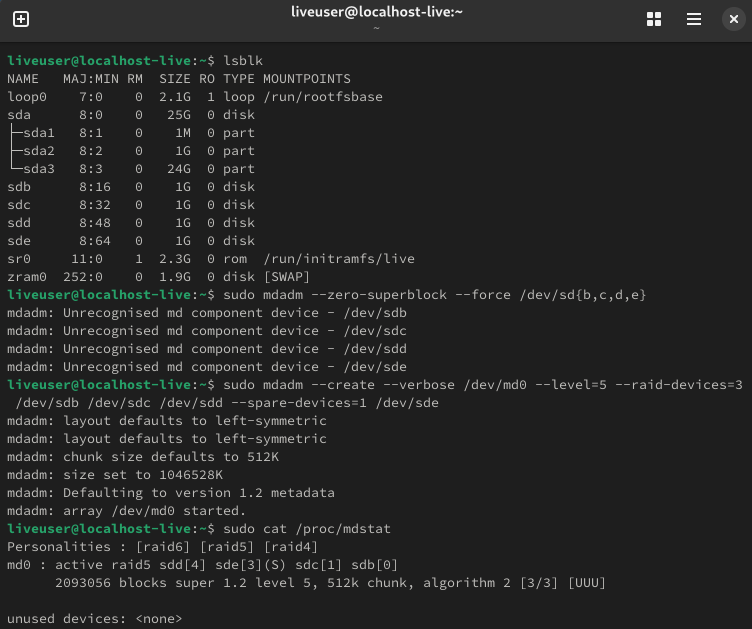 liveuser@localhost-live:~
~
liveuser@localhost-live:~$ lsblk
NAME   MAJ:MIN RM  SIZE RO TYPE MOUNTPOINTS
loop0    7:0    0  2.1G  1 loop /run/rootfsbase
sda      8:0    0   25G  0 disk
├─sda1   8:1    0    1M  0 part
├─sda2   8:2    0    1G  0 part
└─sda3   8:3    0   24G  0 part
sdb      8:16   0    1G  0 disk
sdc      8:32   0    1G  0 disk
sdd      8:48   0    1G  0 disk
sde      8:64   0    1G  0 disk
sr0     11:0    1  2.3G  0 rom  /run/initramfs/live
zram0  252:0    0  1.9G  0 disk [SWAP]
liveuser@localhost-live:~$ sudo mdadm --zero-superblock --force /dev/sd{b,c,d,e}
mdadm: Unrecognised md component device - /dev/sdb
mdadm: Unrecognised md component device - /dev/sdc
mdadm: Unrecognised md component device - /dev/sdd
mdadm: Unrecognised md component device - /dev/sde
liveuser@localhost-live:~$ sudo mdadm --create --verbose /dev/md0 --level=5 --raid-devices=3
 /dev/sdb /dev/sdc /dev/sdd --spare-devices=1 /dev/sde
mdadm: layout defaults to left-symmetric
mdadm: layout defaults to left-symmetric
mdadm: chunk size defaults to 512K
mdadm: size set to 1046528K
mdadm: Defaulting to version 1.2 metadata
mdadm: array /dev/md0 started.
liveuser@localhost-live:~$ sudo cat /proc/mdstat
Personalities : [raid6] [raid5] [raid4]
md0 : active raid5 sdd[4] sde[3](S) sdc[1] sdb[0]
      2093056 blocks super 1.2 level 5, 512k chunk, algorithm 2 [3/3] [UUU]
unused devices: <none>